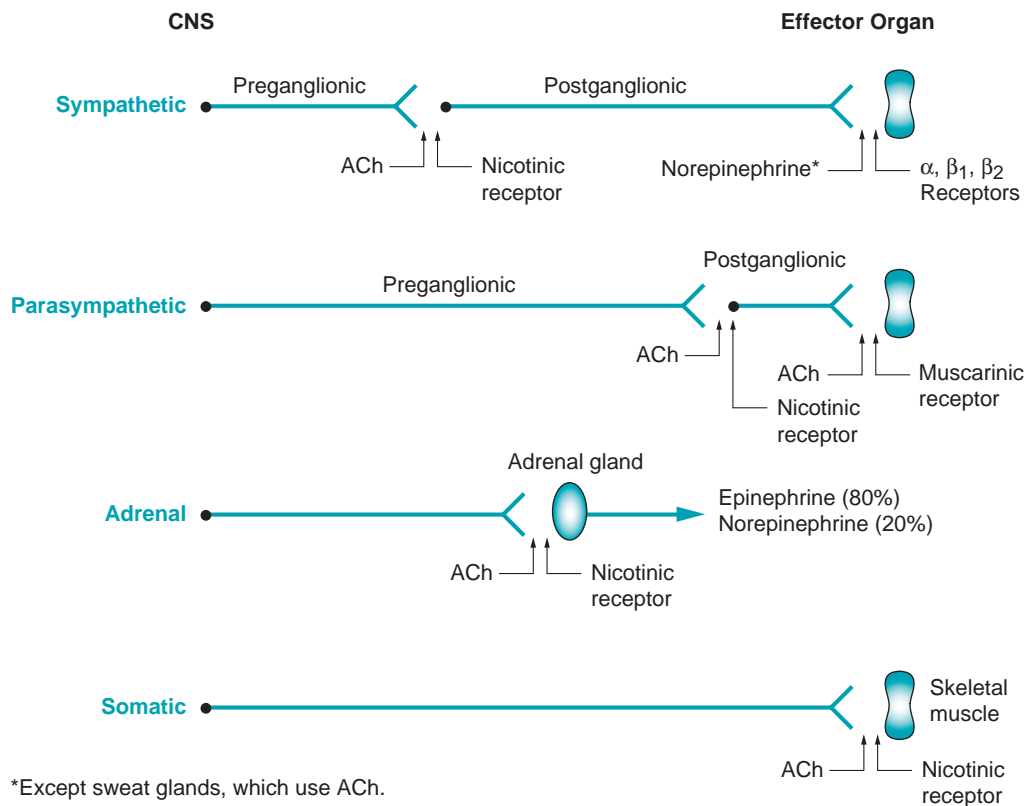 CNS
Effector Organ
Preganglionic
Postganglionic
Sympathetic
ACh
Nicotinic
receptor
Norepinephrine*
α, β1, β2
Receptors
Postganglionic
Preganglionic
Parasympathetic
ACh
Nicotinic
receptor
ACh
Muscarinic
receptor
Adrenal gland
Adrenal
Epinephrine (80%)
Norepinephrine (20%)
ACh
Nicotinic
receptor
Somatic
Skeletal
muscle
ACh
Nicotinic
receptor
*Except sweat glands, which use ACh.